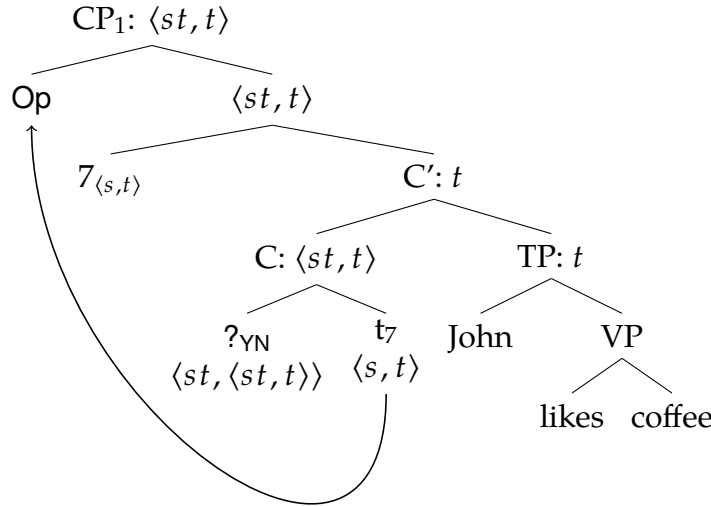 CP₁: ⟨st, t⟩
Op ⟨st, t⟩
7⟨s,t⟩ C’: t
C: ⟨st, t⟩ TP: t
?YN t₇ John VP
⟨st, ⟨st, t⟩⟩ ⟨s, t⟩
likes coffee